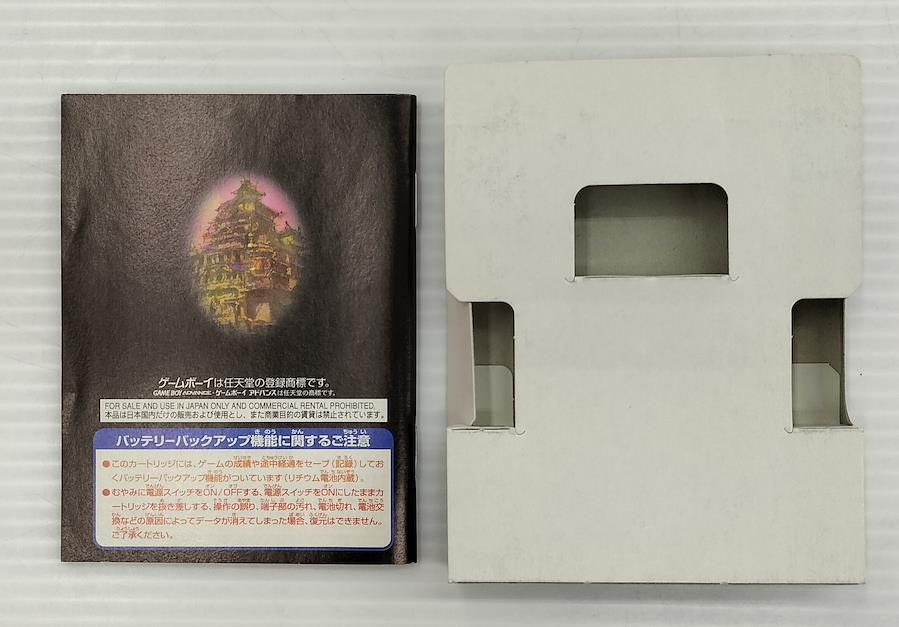 ゲームボーイは任天堂の登録商標です。
GAME BOY ADVANCE・ゲームボーイ アドバンスは任天堂の商標です。
FOR SALE AND USE IN JAPAN ONLY AND COMMERCIAL RENTAL PROHIBITED.
本品は日本国内だけの販売および使用とし、また商業目的の賃貸は禁止されています。
バッテリーバックアップ機能に関するご注意
●このカートリッジには、ゲームの成績や途中経過をセーブ(記録)してお
くバッテリーバックアップ機能がついています(リチウム電池内蔵)。
●むやみに電源スイッチをON/OFFする、電源スイッチをONにしたままカ
ートリッジを抜き差しする、操作の誤り、端子部の汚れ、電池切れ、電池交
換などの原因によってデータが消えてしまった場合、復元はできません。
ご了承ください。